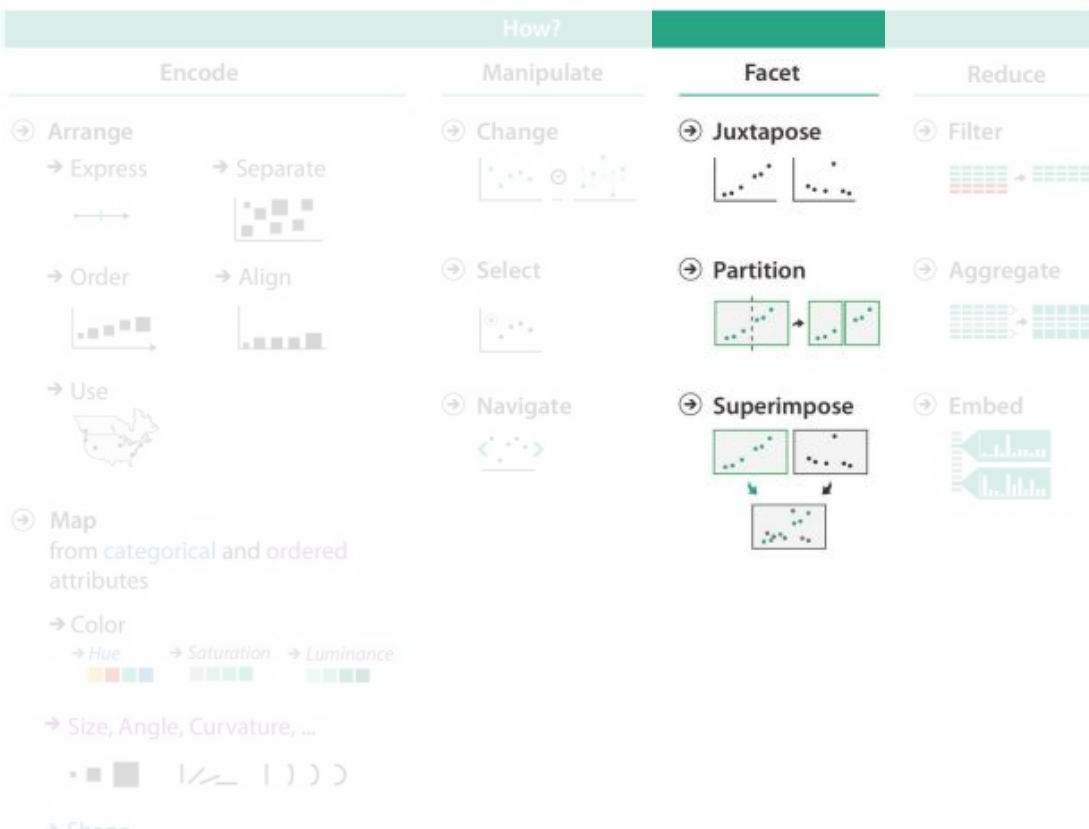 How?
Encode
Manipulate
Facet
Reduce
Arrange
Express
Separate
Order
Align
Use
Map
from categorical and ordered
attributes
Color
Hue
Saturation
Luminance
Size, Angle, Curvature, ...
Change
Select
Navigate
Juxtapose
Partition
Superimpose
Filter
Aggregate
Embed